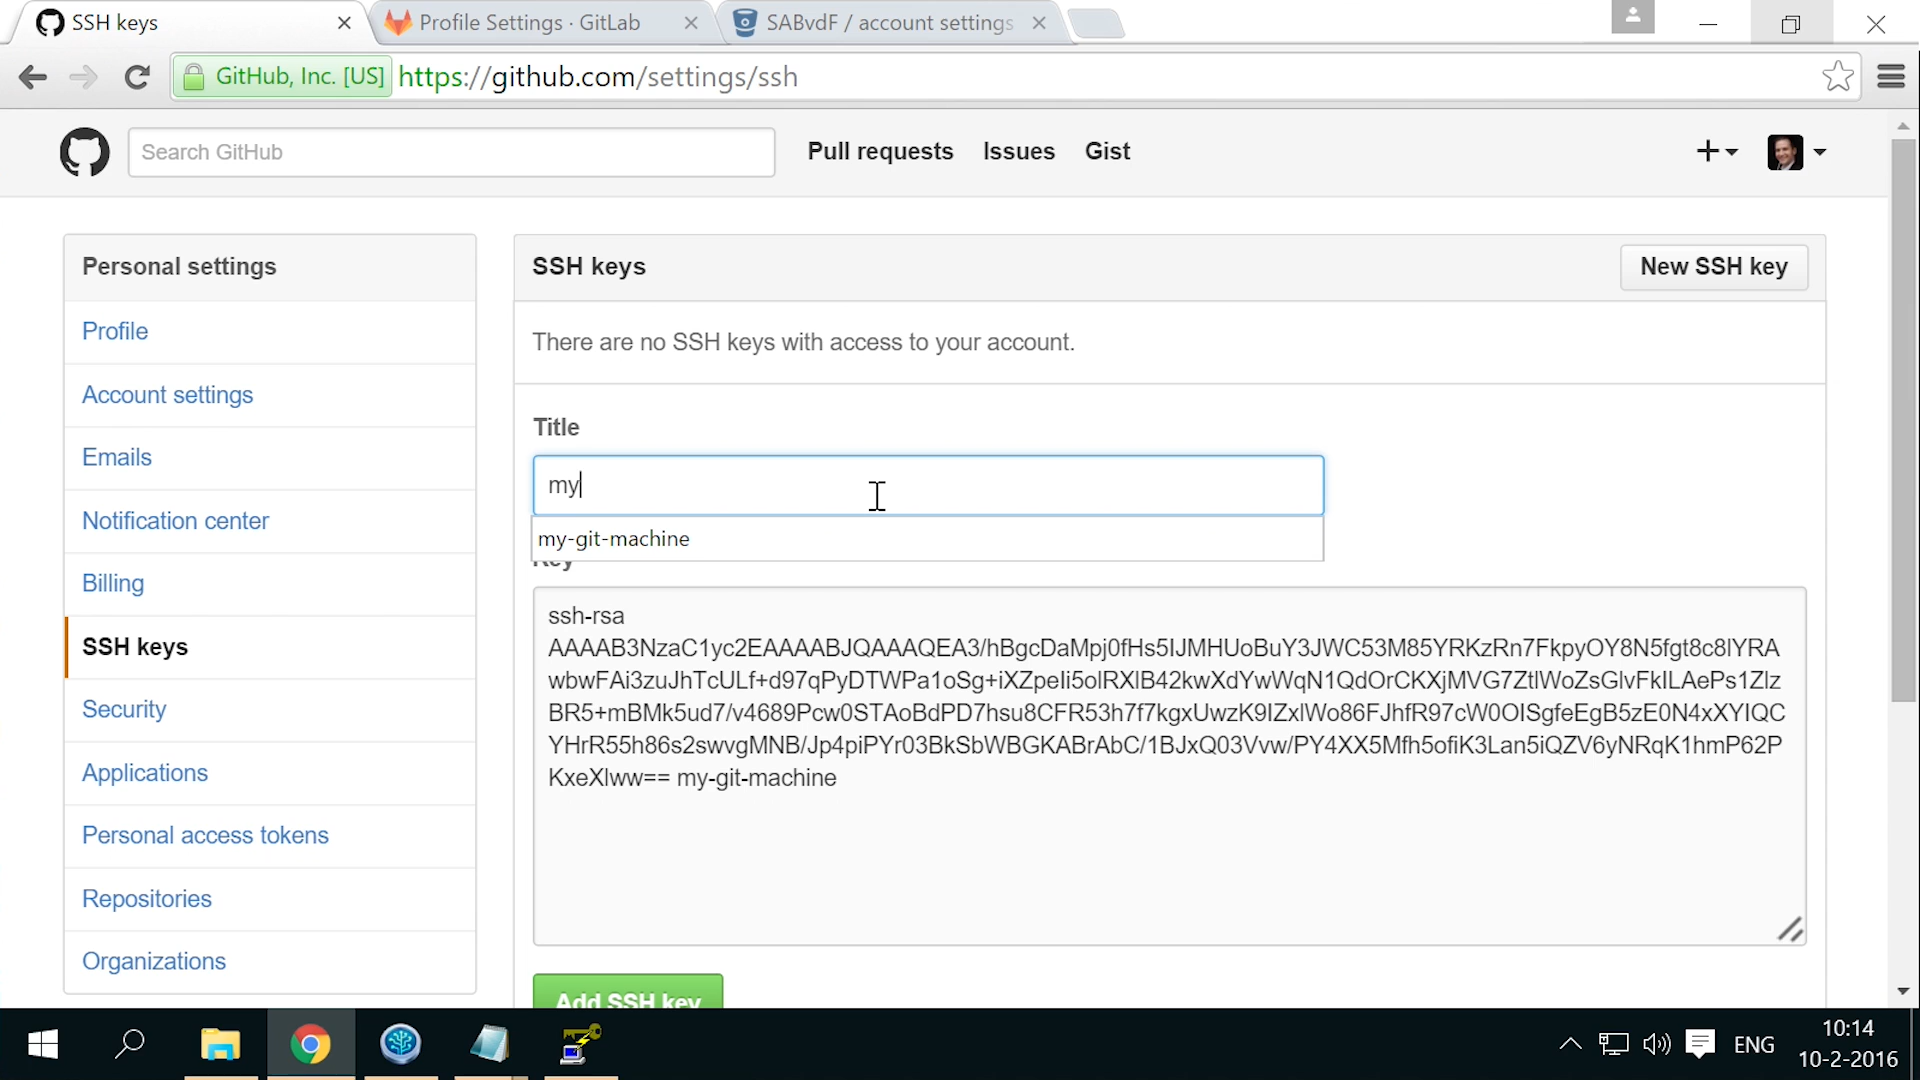 SSH keys
Profile Settings · GitLab
SABvdF / account settings
GitHub, Inc. [US] https://github.com/settings/ssh
Search GitHub
Pull requests Issues Gist
Personal settings
Profile
Account settings
Emails
Notification center
Billing
SSH keys
Security
Applications
Personal access tokens
Repositories
Organizations
SSH keys
New SSH key
There are no SSH keys with access to your account.
Title
my
my-git-machine
Key
ssh-rsa
AAAAB3NzaC1yc2EAAAABJQAAAQEA3/hBgcDaMpj0fHs5IJMHUoBuY3JWC53M85YRKzRn7FkpyOY8N5fgt8c8lYRA
wbwFAi3zuJhTcULf+d97qPyDTWPa1oSg+iXZpeli5olRXlB42kwXdYwWqN1QdOrCKXjMVG7ZtlWoZsGlvFkILAePs1Zlz
BR5+mBMk5ud7/v4689Pcw0STAoBdPD7hsu8CFR53h7f7kgxUwzK9IZxlWo86FJhfR97cW0OISgfeEgB5zE0N4xXYIQC
YHrR55h86s2swvgMNB/Jp4piPYr03BkSbWBGKABrAbC/1BJxQ03Vvw/PY4XX5Mfh5ofiK3Lan5iQZV6yNRqK1hmP62P
KxeXlww== my-git-machine
Add SSH key
ENG
10:14
10-2-2016